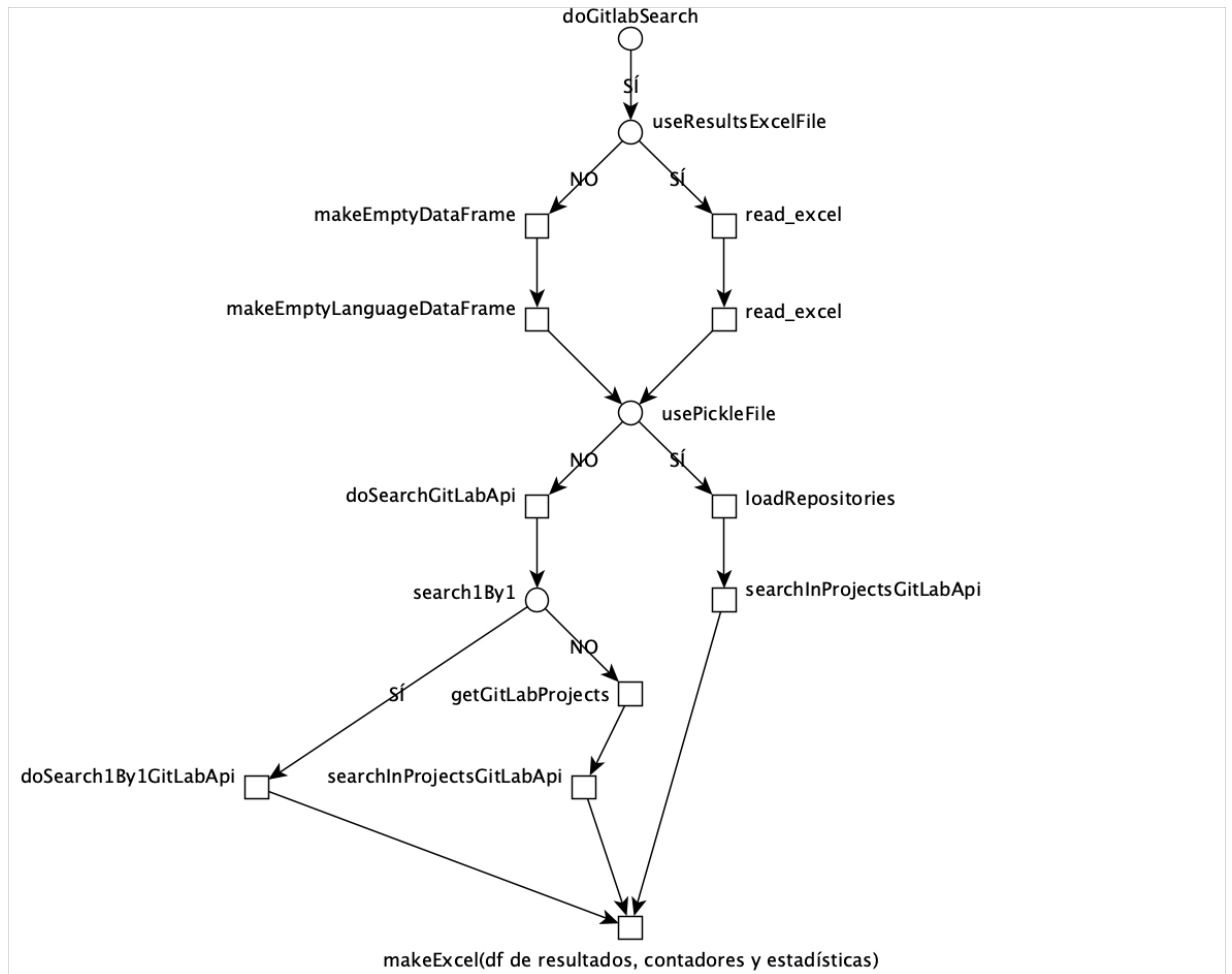 doGitlabSearch
SÍ
useResultsExcelFile
NO
SÍ
makeEmptyDataFrame
read_excel
makeEmptyLanguageDataFrame
read_excel
usePickleFile
NO
SÍ
doSearchGitLabApi
loadRepositories
search1By1
searchInProjectsGitLabApi
NO
SÍ
getGitLabProjects
doSearch1By1GitLabApi
searchInProjectsGitLabApi
makeExcel(df de resultados, contadores y estadísticas)